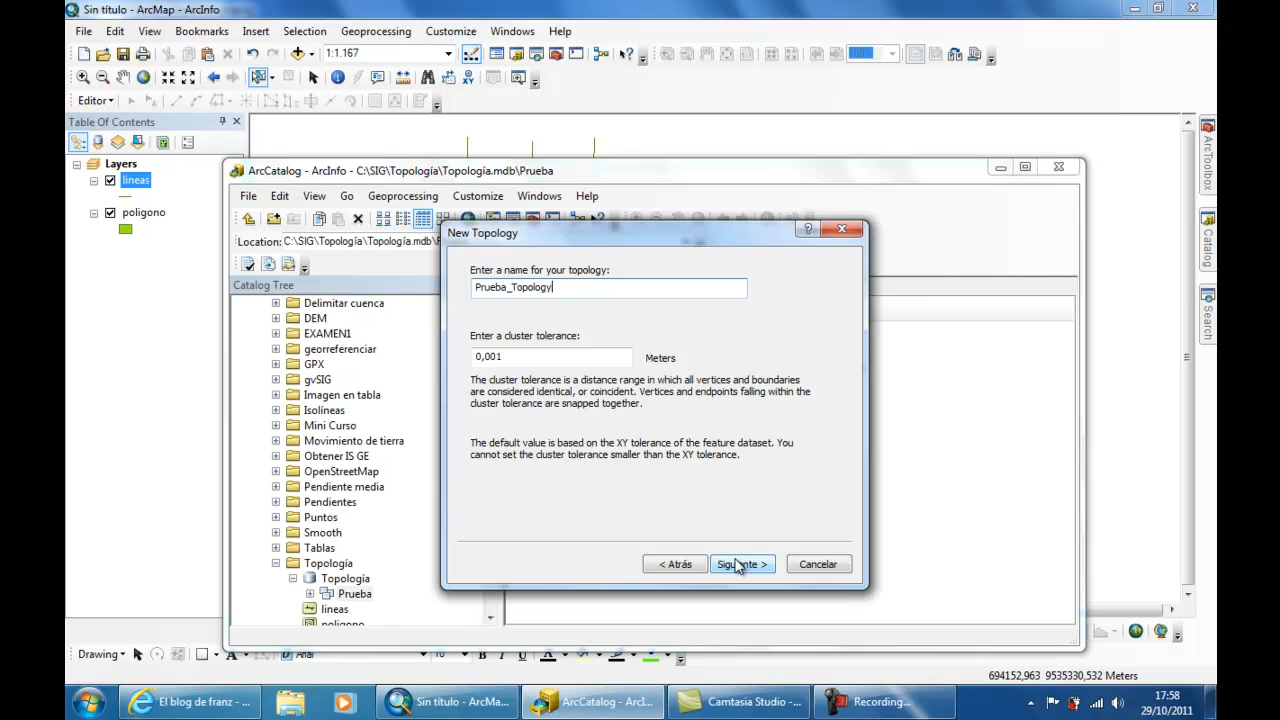 Sin título - ArcMap - ArcInfo
File Edit View Bookmarks Insert Selection Geoprocessing Customize Windows Help
1:1.167
Editor
Table Of Contents
Layers
lineas
poligono
ArcToolbox
Catalog
Search
ArcCatalog - ArcInfo - C:\SIG\Topología\Topología.mdb\Prueba
File Edit View Go Geoprocessing Customize Windows Help
Location: C:\SIG\Topología\Topología.mdb\P
Catalog Tree
Delimitar cuenca
DEM
EXAMEN1
georreferenciar
GPX
gvSIG
Imagen en tabla
Isolíneas
Mini Curso
Movimiento de tierra
Obtener IS GE
OpenStreetMap
Pendiente media
Pendientes
Puntos
Smooth
Tablas
Topología
Topología
Prueba
lineas
poligono
New Topology
Enter a name for your topology:
Prueba_Topology
Enter a cluster tolerance:
0,001 Meters
The cluster tolerance is a distance range in which all vertices and boundaries
are considered identical, or coincident. Vertices and endpoints falling within the
cluster tolerance are snapped together.
The default value is based on the XY tolerance of the feature dataset. You
cannot set the cluster tolerance smaller than the XY tolerance.
< Atrás Siguiente > Cancelar
Drawing A Arial 10 B I U A
694152,963 9535330,532 Meters
El blog de franz - ... Sin título - ArcMa... ArcCatalog - ArcI... Camtasia Studio -... Recording...
17:58
29/10/2011